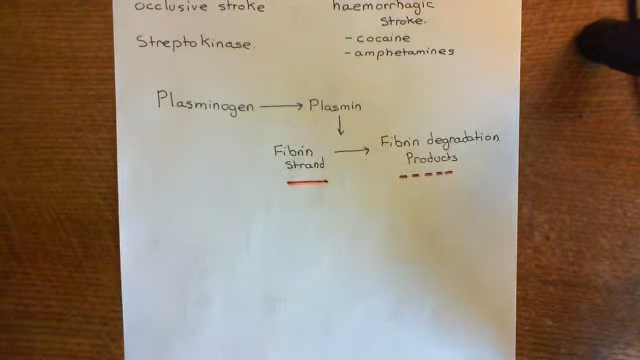 occlusive stroke
haemorrhagic
stroke.
- cocaine
- amphetamines
Streptokinase.
Plasminogen → Plasmin
↓
Fibrin strand → Fibrin degradation Products